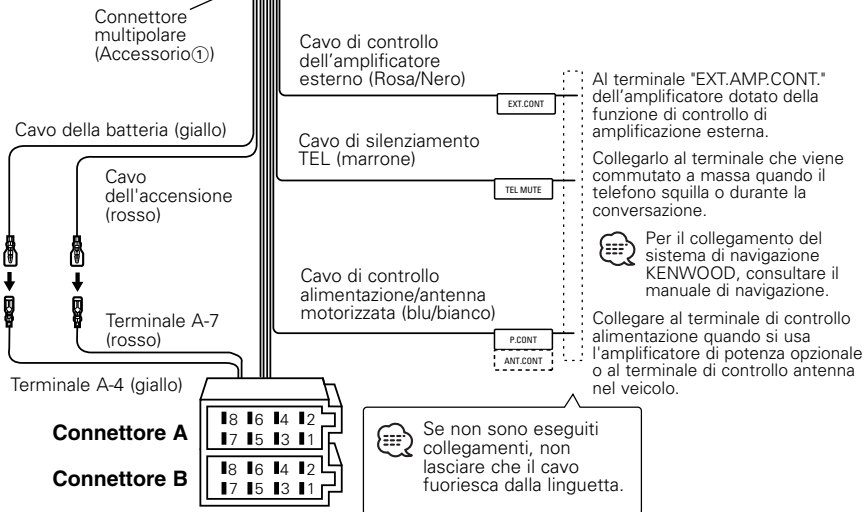 Connettore
multipolare
(Accessorio①)
Cavo di controllo
dell'amplificatore
esterno (Rosa/Nero)
EXT.CONT
Al terminale "EXT.AMP.CONT."
dell'amplificatore dotato della
funzione di controllo di
amplificazione esterna.
Cavo della batteria (giallo)
Cavo di silenziamento
TEL (marrone)
TEL MUTE
Collegarlo al terminale che viene
commutato a massa quando il
telefono squilla o durante la
conversazione.
Cavo
dell'accensione
(rosso)
Per il collegamento del
sistema di navigazione
KENWOOD, consultare il
manuale di navigazione.
Cavo di controllo
alimentazione/antenna
motorizzata (blu/bianco)
P.CONT
ANT.CONT
Collegare al terminale di controllo
alimentazione quando si usa
l'amplificatore di potenza opzionale
o al terminale di controllo antenna
nel veicolo.
Terminale A-7
(rosso)
Terminale A-4 (giallo)
Connettore A
8 6 4 2
7 5 3 1
Connettore B
8 6 4 2
7 5 3 1
Se non sono eseguiti
collegamenti, non
lasciare che il cavo
fuoriesca dalla linguetta.